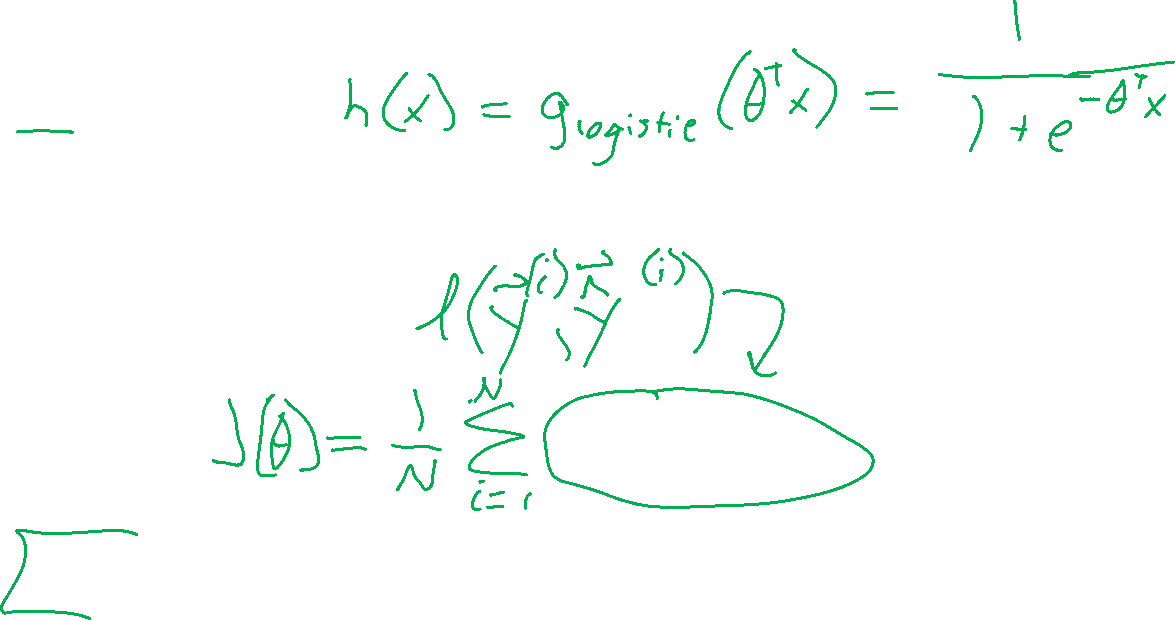 h(x) = g_logistic (θ^T x) = 1 / (1 + e^(-θ^T x))
l(y^(i), y^(i))
J(θ) = 1/N Σ_{i=1}^{N}